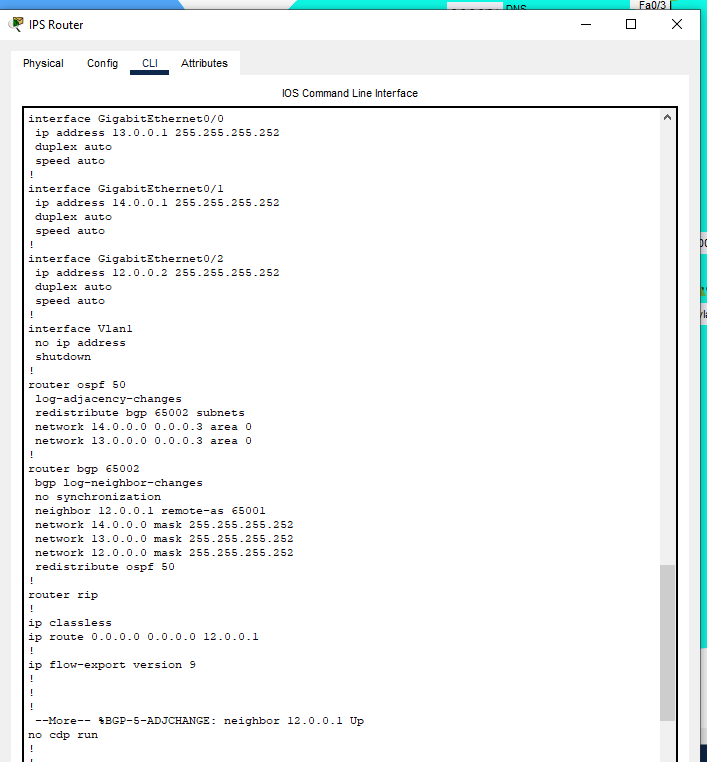 DNS
Fa0/3
IPS Router
Physical Config CLI Attributes
IOS Command Line Interface
interface GigabitEthernet0/0
ip address 13.0.0.1 255.255.255.252
duplex auto
speed auto
!
interface GigabitEthernet0/1
ip address 14.0.0.1 255.255.255.252
duplex auto
speed auto
!
interface GigabitEthernet0/2
ip address 12.0.0.2 255.255.255.252
duplex auto
speed auto
!
interface Vlan1
no ip address
shutdown
!
router ospf 50
log-adjacency-changes
redistribute bgp 65002 subnets
network 14.0.0.0 0.0.0.3 area 0
network 13.0.0.0 0.0.0.3 area 0
!
router bgp 65002
bgp log-neighbor-changes
no synchronization
neighbor 12.0.0.1 remote-as 65001
network 14.0.0.0 mask 255.255.255.252
network 13.0.0.0 mask 255.255.255.252
network 12.0.0.0 mask 255.255.255.252
redistribute ospf 50
!
router rip
!
ip classless
ip route 0.0.0.0 0.0.0.0 12.0.0.1
!
ip flow-export version 9
!
!
!
--More-- %BGP-5-ADJCHANGE: neighbor 12.0.0.1 Up
no cdp run
!
!